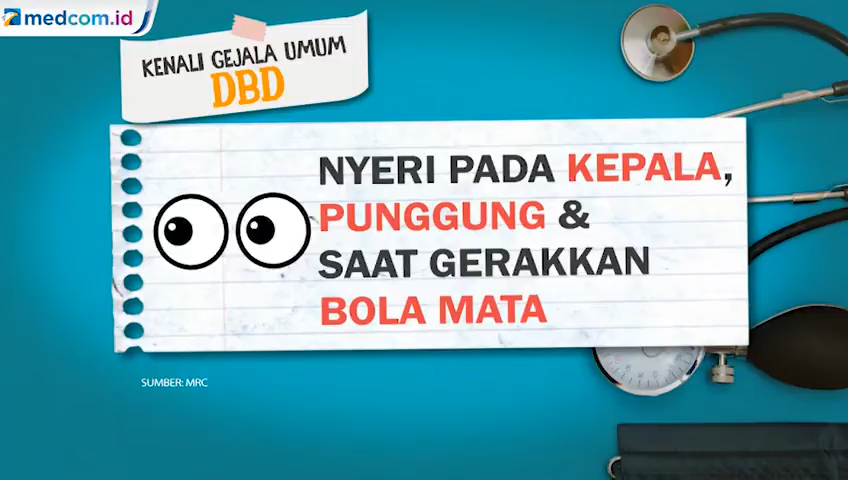 medcom.id
KENALI GEJALA UMUM
DBD
NYERI PADA KEPALA,
PUNGGUNG &
SAAT GERAKKAN
BOLA MATA
SUMBER: MRC